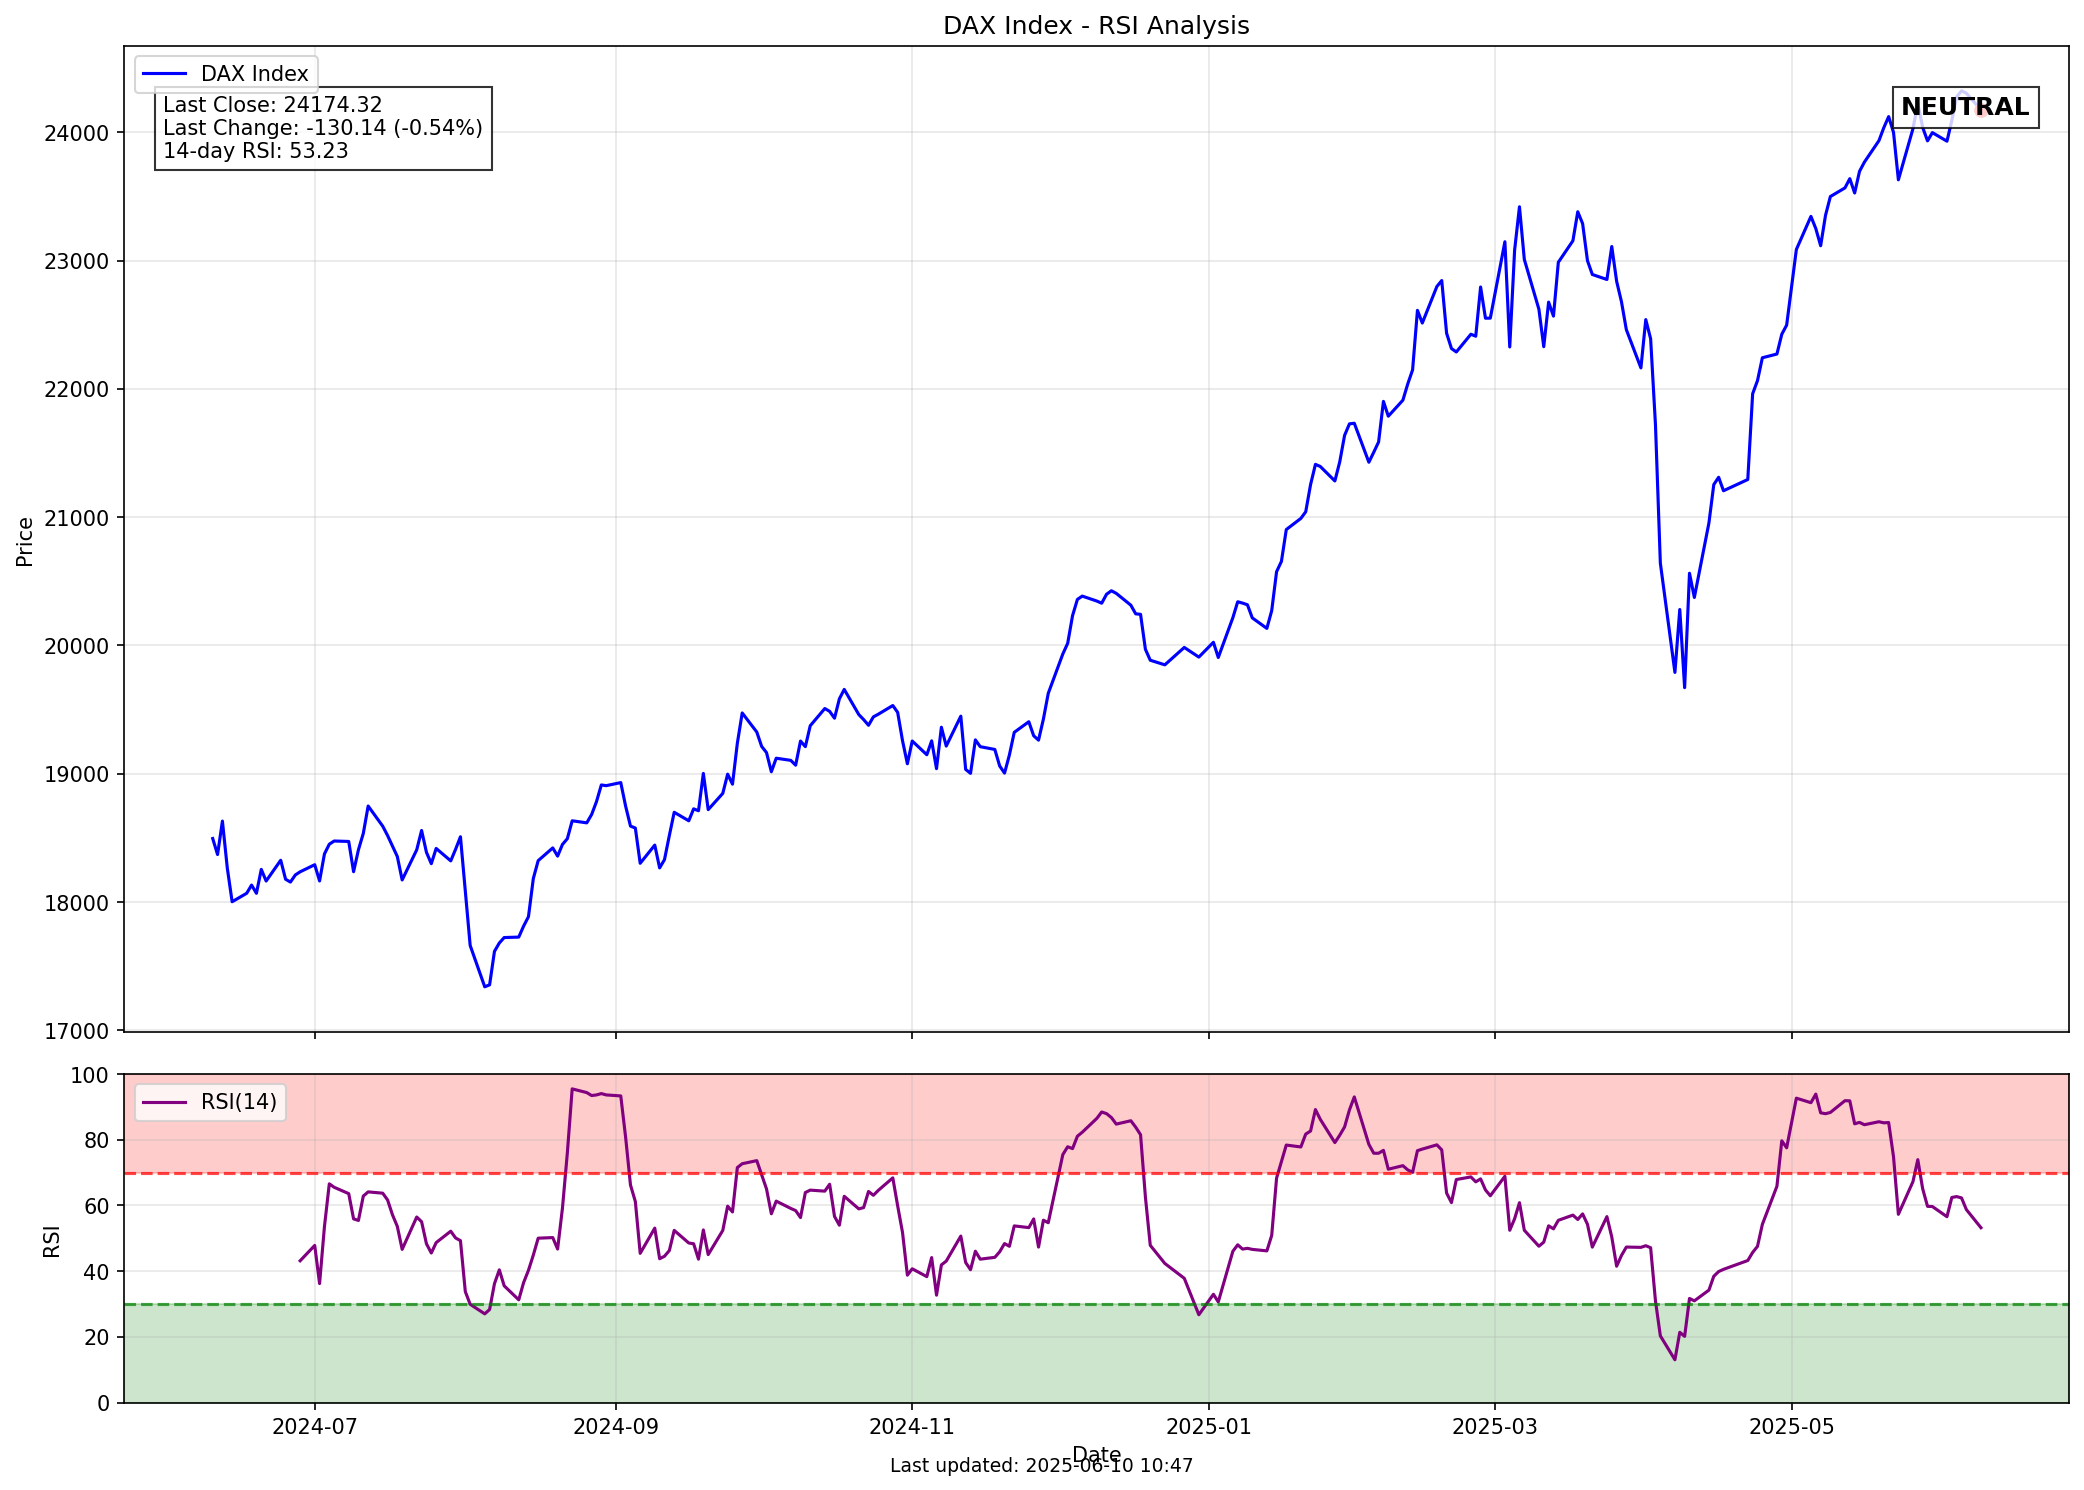 DAX Index - RSI Analysis
DAX Index
Last Close: 24174.32
Last Change: -130.14 (-0.54%)
14-day RSI: 53.23
NEUTRAL
24000
23000
22000
21000
20000
19000
18000
17000
Price
RSI(14)
100
80
60
40
20
0
RSI
2024-07
2024-09
2024-11
2025-01
2025-03
2025-05
Date
Last updated: 2025-06-10 10:47